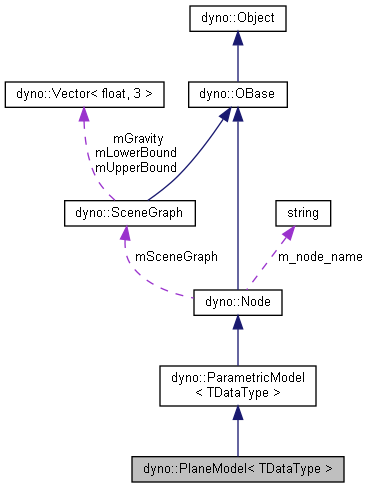 dyno::Object
dyno::Vector< float, 3 >
dyno::OBase
mGravity
mLowerBound
mUpperBound
dyno::SceneGraph
string
mSceneGraph
m_node_name
dyno::Node
dyno::ParametricModel
< TDataType >
dyno::PlaneModel< TDataType >